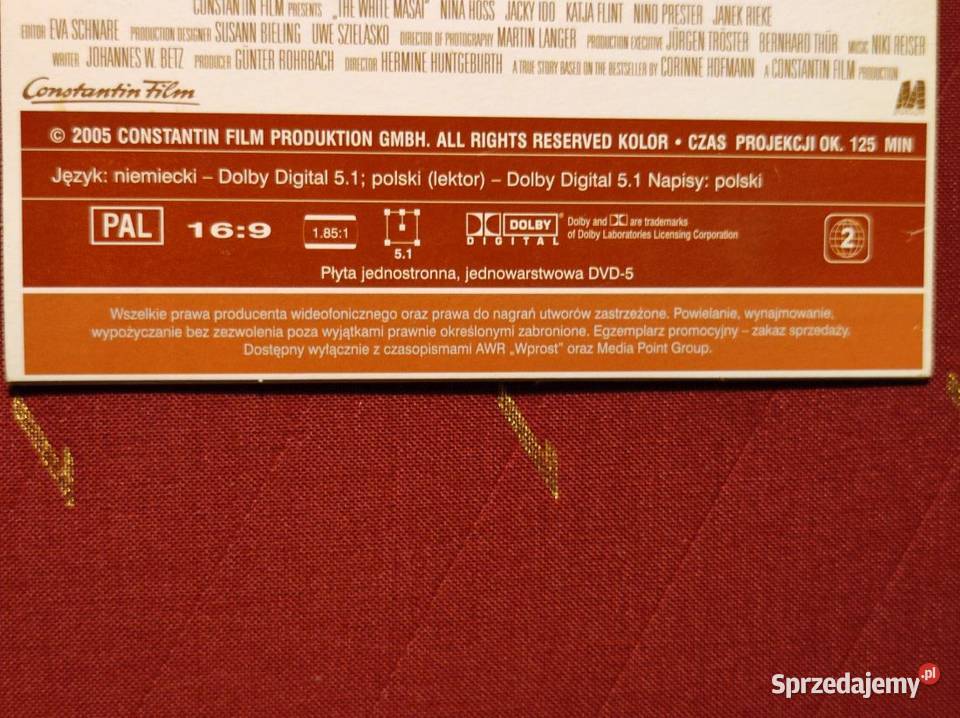 CONSTANTIN FILM PRESENTS „THE WHITE MASAI” NINA HOSS JACKY IDO KATJA FLINT NINO PRESTER JANEK RIEKE
EDITOR EVA SCHNARE PRODUCTION DESIGNER SUSANN BIELING UWE SZIELASKO DIRECTOR OF PHOTOGRAPHY MARTIN LANGER PRODUCTION EXECUTIVE JÜRGEN TRÖSTER BERNHARD THÜR MUSIC NIKI REISER
WRITER JOHANNES W. BETZ PRODUCER GÜNTER ROHRBACH DIRECTOR HERMINE HUNTGEBURTH A TRUE STORY BASED ON THE BESTSELLER BY CORINNE HOFMANN A CONSTANTIN FILM PRODUCTION
Constantin Film
© 2005 CONSTANTIN FILM PRODUKTION GMBH. ALL RIGHTS RESERVED KOLOR • CZAS PROJEKCJI OK. 125 MIN
Język: niemiecki – Dolby Digital 5.1; polski (lektor) – Dolby Digital 5.1 Napisy: polski
PAL 16:9 1.85:1 5.1 DOLBY DIGITAL Dolby and are trademarks
of Dolby Laboratories Licensing Corporation
2
Płyta jednostronna, jednowarstwowa DVD-5
Wszelkie prawa producenta wideofonicznego oraz prawa do nagrań utworów zastrzeżone. Powielanie, wynajmowanie,
wypożyczanie bez zezwolenia poza wyjątkami prawnie określonymi zabronione. Egzemplarz promocyjny – zakaz sprzedaży.
Dostępny wyłącznie z czasopismami AWR „Wprost” oraz Media Point Group.
Sprzedajemy.pl